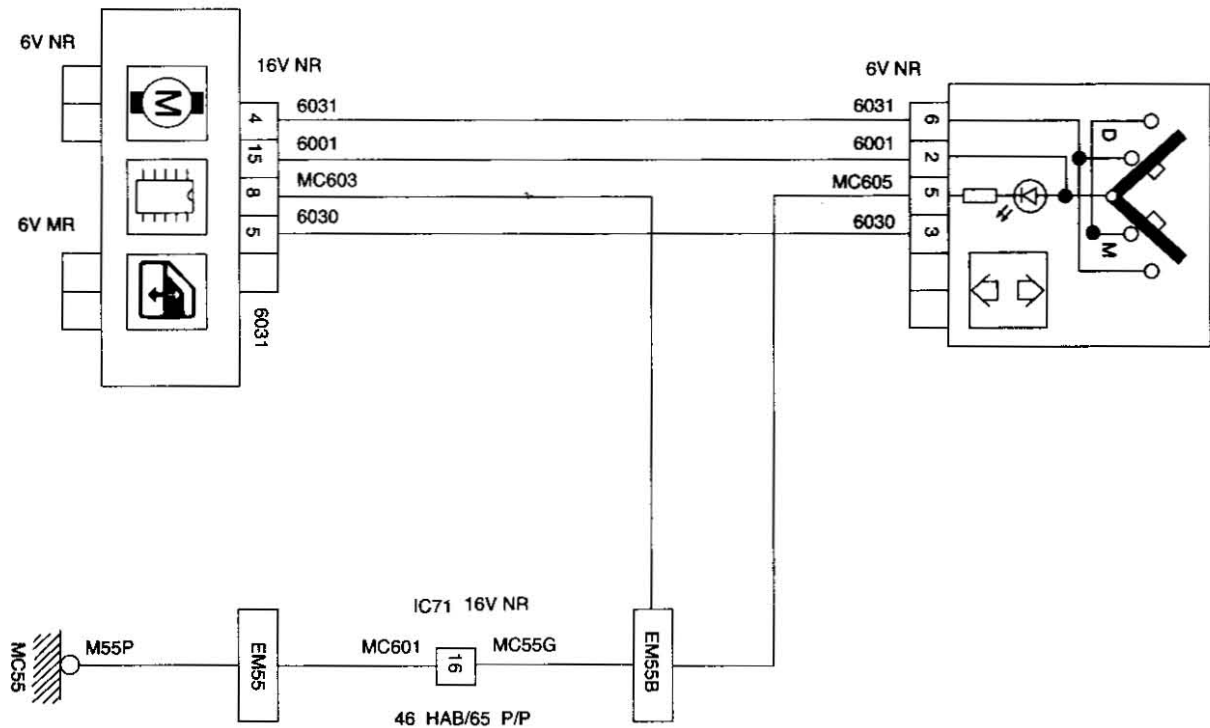 6V NR
16V NR
6V NR
M
4
6031
6031
6
D
15
6001
6001
2
8
MC603
MC605
5
6V MR
5
6030
6030
3
M
6031
IC71 16V NR
MC55
M55P
EM55
MC601
16
MC55G
EM55B
46 HAB/65 P/P